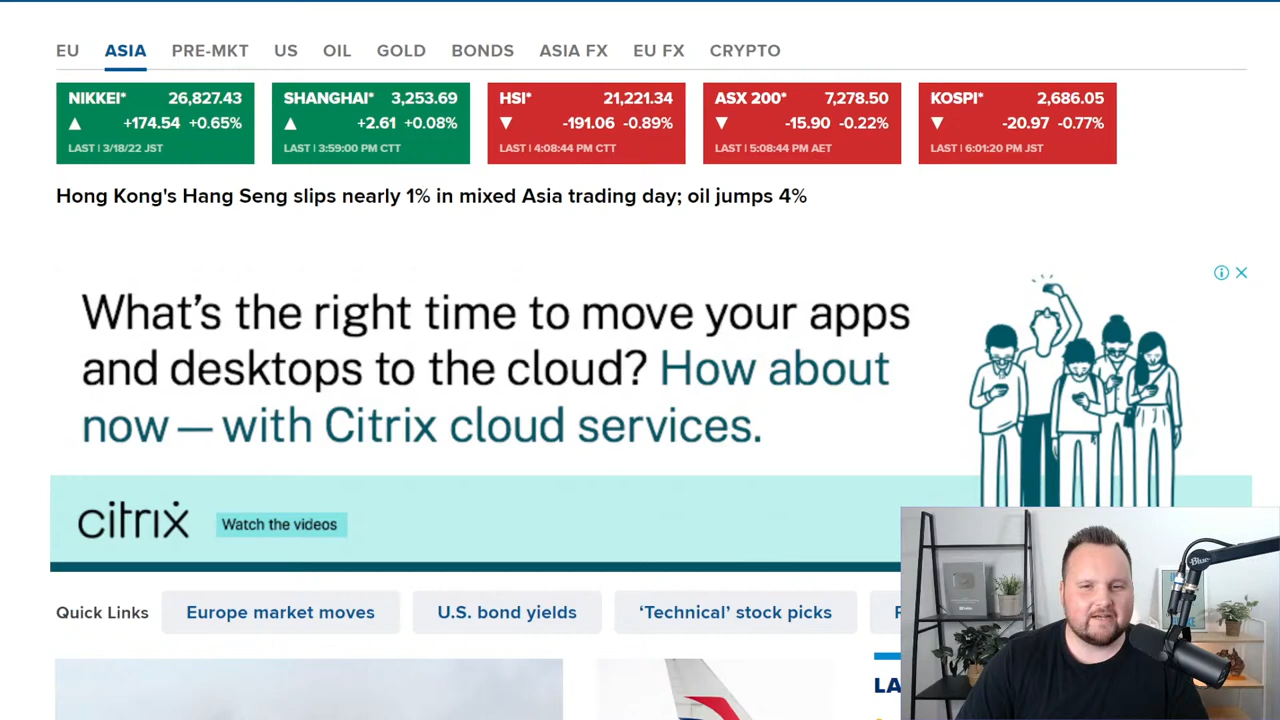 EU ASIA PRE-MKT US OIL GOLD BONDS ASIA FX EU FX CRYPTO
NIKKEI* 26,827.43
▲ +174.54 +0.65%
LAST | 3/18/22 JST
SHANGHAI* 3,253.69
▲ +2.61 +0.08%
LAST | 3:59:00 PM CTT
HSI* 21,221.34
▼ -191.06 -0.89%
LAST | 4:08:44 PM CTT
ASX 200* 7,278.50
▼ -15.90 -0.22%
LAST | 5:08:44 PM AET
KOSPI* 2,686.05
▼ -20.97 -0.77%
LAST | 6:01:20 PM JST
Hong Kong's Hang Seng slips nearly 1% in mixed Asia trading day; oil jumps 4%
What's the right time to move your apps
and desktops to the cloud? How about
now — with Citrix cloud services.
citrix Watch the videos
Quick Links Europe market moves U.S. bond yields ‘Technical’ stock picks
LA
Blue